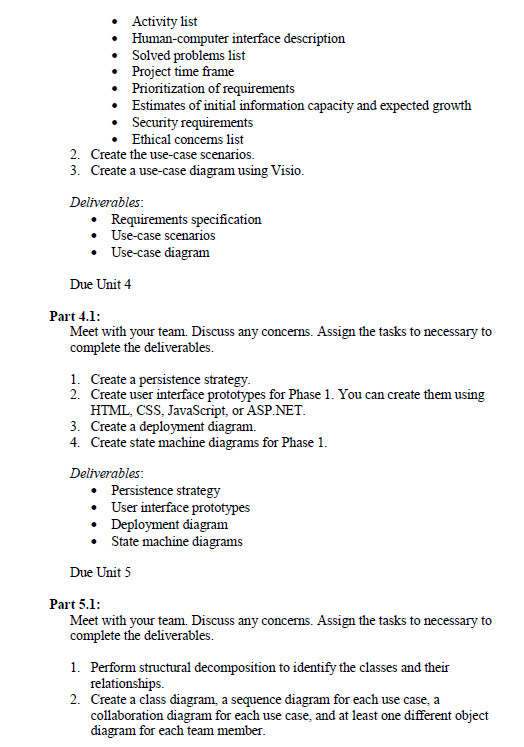 • Activity list
• Human-computer interface description
• Solved problems list
• Project time frame
• Prioritization of requirements
• Estimates of initial information capacity and expected growth
• Security requirements
• Ethical concerns list
2. Create the use-case scenarios.
3. Create a use-case diagram using Visio.
Deliverables:
• Requirements specification
• Use-case scenarios
• Use-case diagram
Due Unit 4
Part 4.1:
Meet with your team. Discuss any concerns. Assign the tasks to necessary to
complete the deliverables.
1. Create a persistence strategy.
2. Create user interface prototypes for Phase 1. You can create them using
HTML, CSS, JavaScript, or ASP.NET.
3. Create a deployment diagram.
4. Create state machine diagrams for Phase 1.
Deliverables:
• Persistence strategy
• User interface prototypes
• Deployment diagram
• State machine diagrams
Due Unit 5
Part 5.1:
Meet with your team. Discuss any concerns. Assign the tasks to necessary to
complete the deliverables.
1. Perform structural decomposition to identify the classes and their
relationships.
2. Create a class diagram, a sequence diagram for each use case, a
collaboration diagram for each use case, and at least one different object
diagram for each team member.